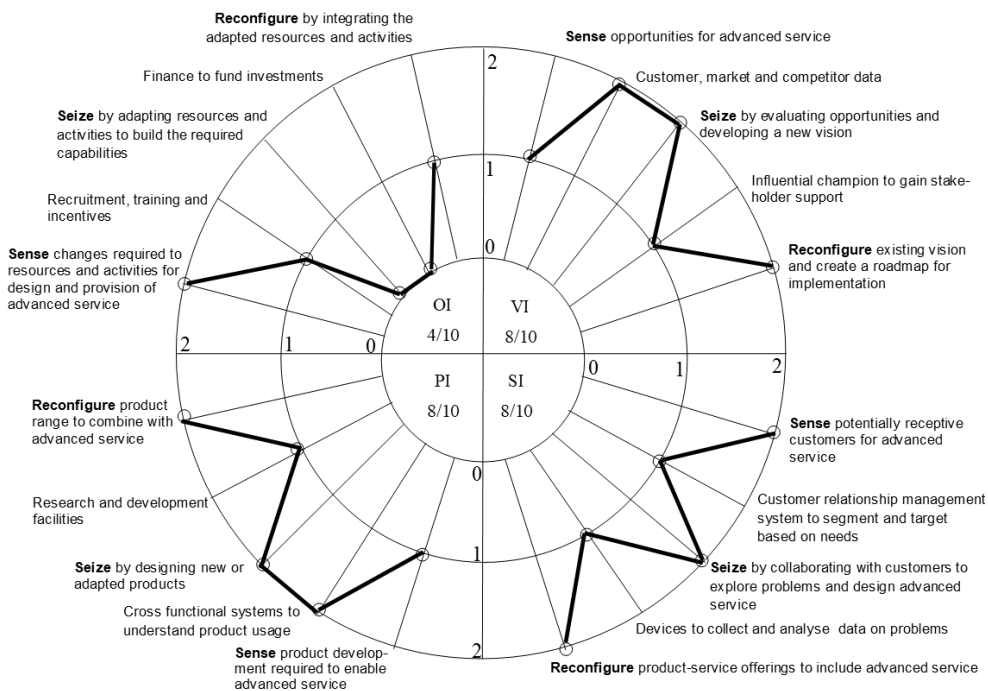 Reconfigure by integrating the
adapted resources and activities
Sense opportunities for advanced service
Finance to fund investments
Customer, market and competitor data
Seize by adapting resources and
activities to build the required
capabilities
Seize by evaluating opportunities and
developing a new vision
Recruitment, training and
incentives
Influential champion to gain stake-
holder support
Sense changes required to
resources and activities for
design and provision of
advanced service
Reconfigure existing vision
and create a roadmap for
implementation
2
1
0
OI
4/10
VI
8/10
2
1
0
0
1
2
PI
8/10
SI
8/10
0
1
2
Reconfigure product
range to combine with
advanced service
Sense potentially receptive
customers for advanced
service
Research and development
facilities
Customer relationship management
system to segment and target
based on needs
Seize by designing new or
adapted products
Seize by collaborating with customers to
explore problems and design advanced
service
Cross functional systems to
understand product usage
Devices to collect and analyse data on problems
Sense product develop-
ment required to enable
advanced service
Reconfigure product-service offerings to include advanced service